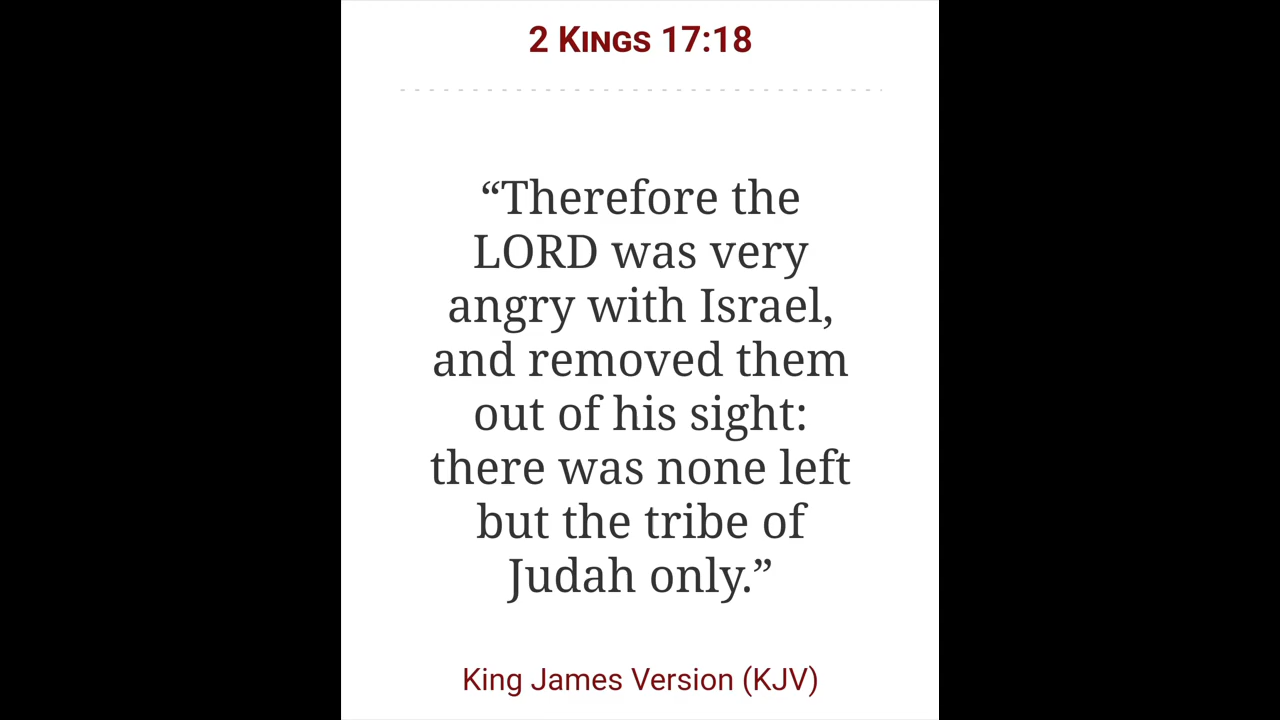 2 Kings 17:18
“Therefore the
LORD was very
angry with Israel,
and removed them
out of his sight:
there was none left
but the tribe of
Judah only.”
King James Version (KJV)